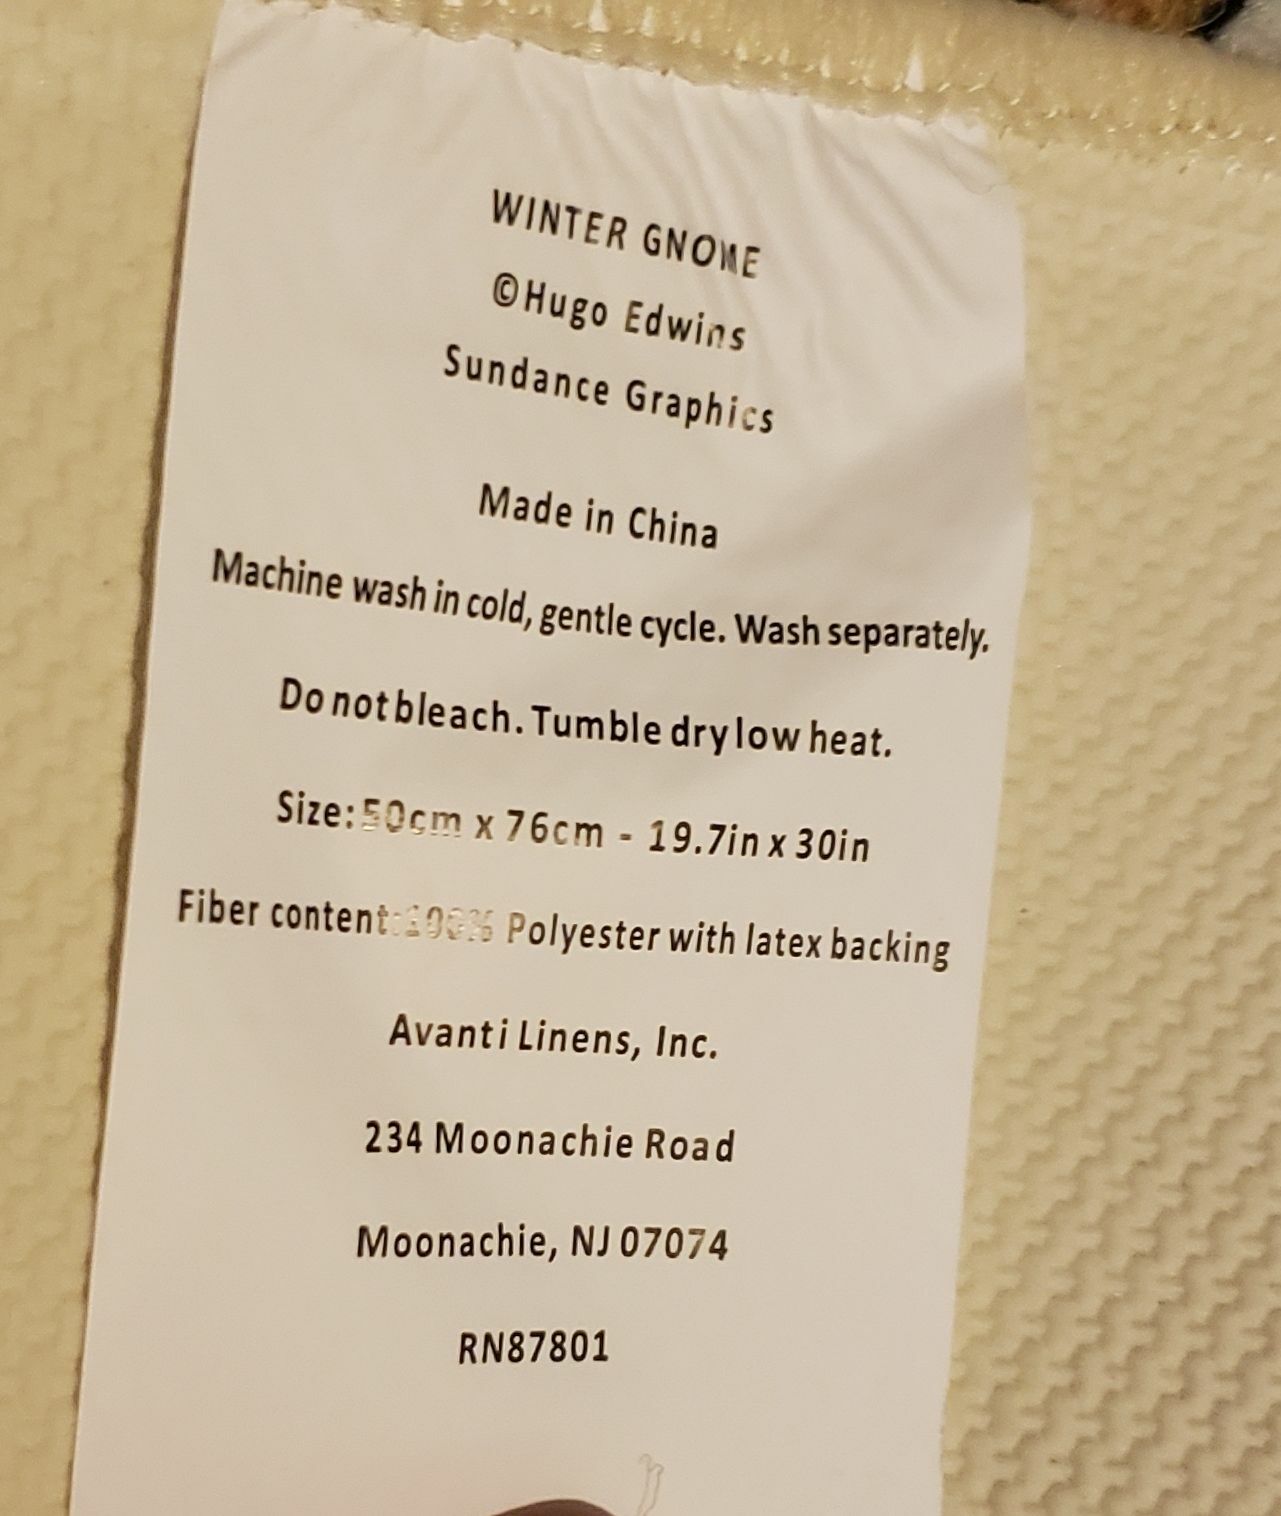 WINTER GNOME
©Hugo Edwins
Sundance Graphics
Made in China
Machine wash in cold, gentle cycle. Wash separately.
Do not bleach. Tumble dry low heat.
Size: 50cm x 76cm - 19.7in x 30in
Fiber content: 100% Polyester with latex backing
Avanti Linens, Inc.
234 Moonachie Road
Moonachie, NJ 07074
RN87801